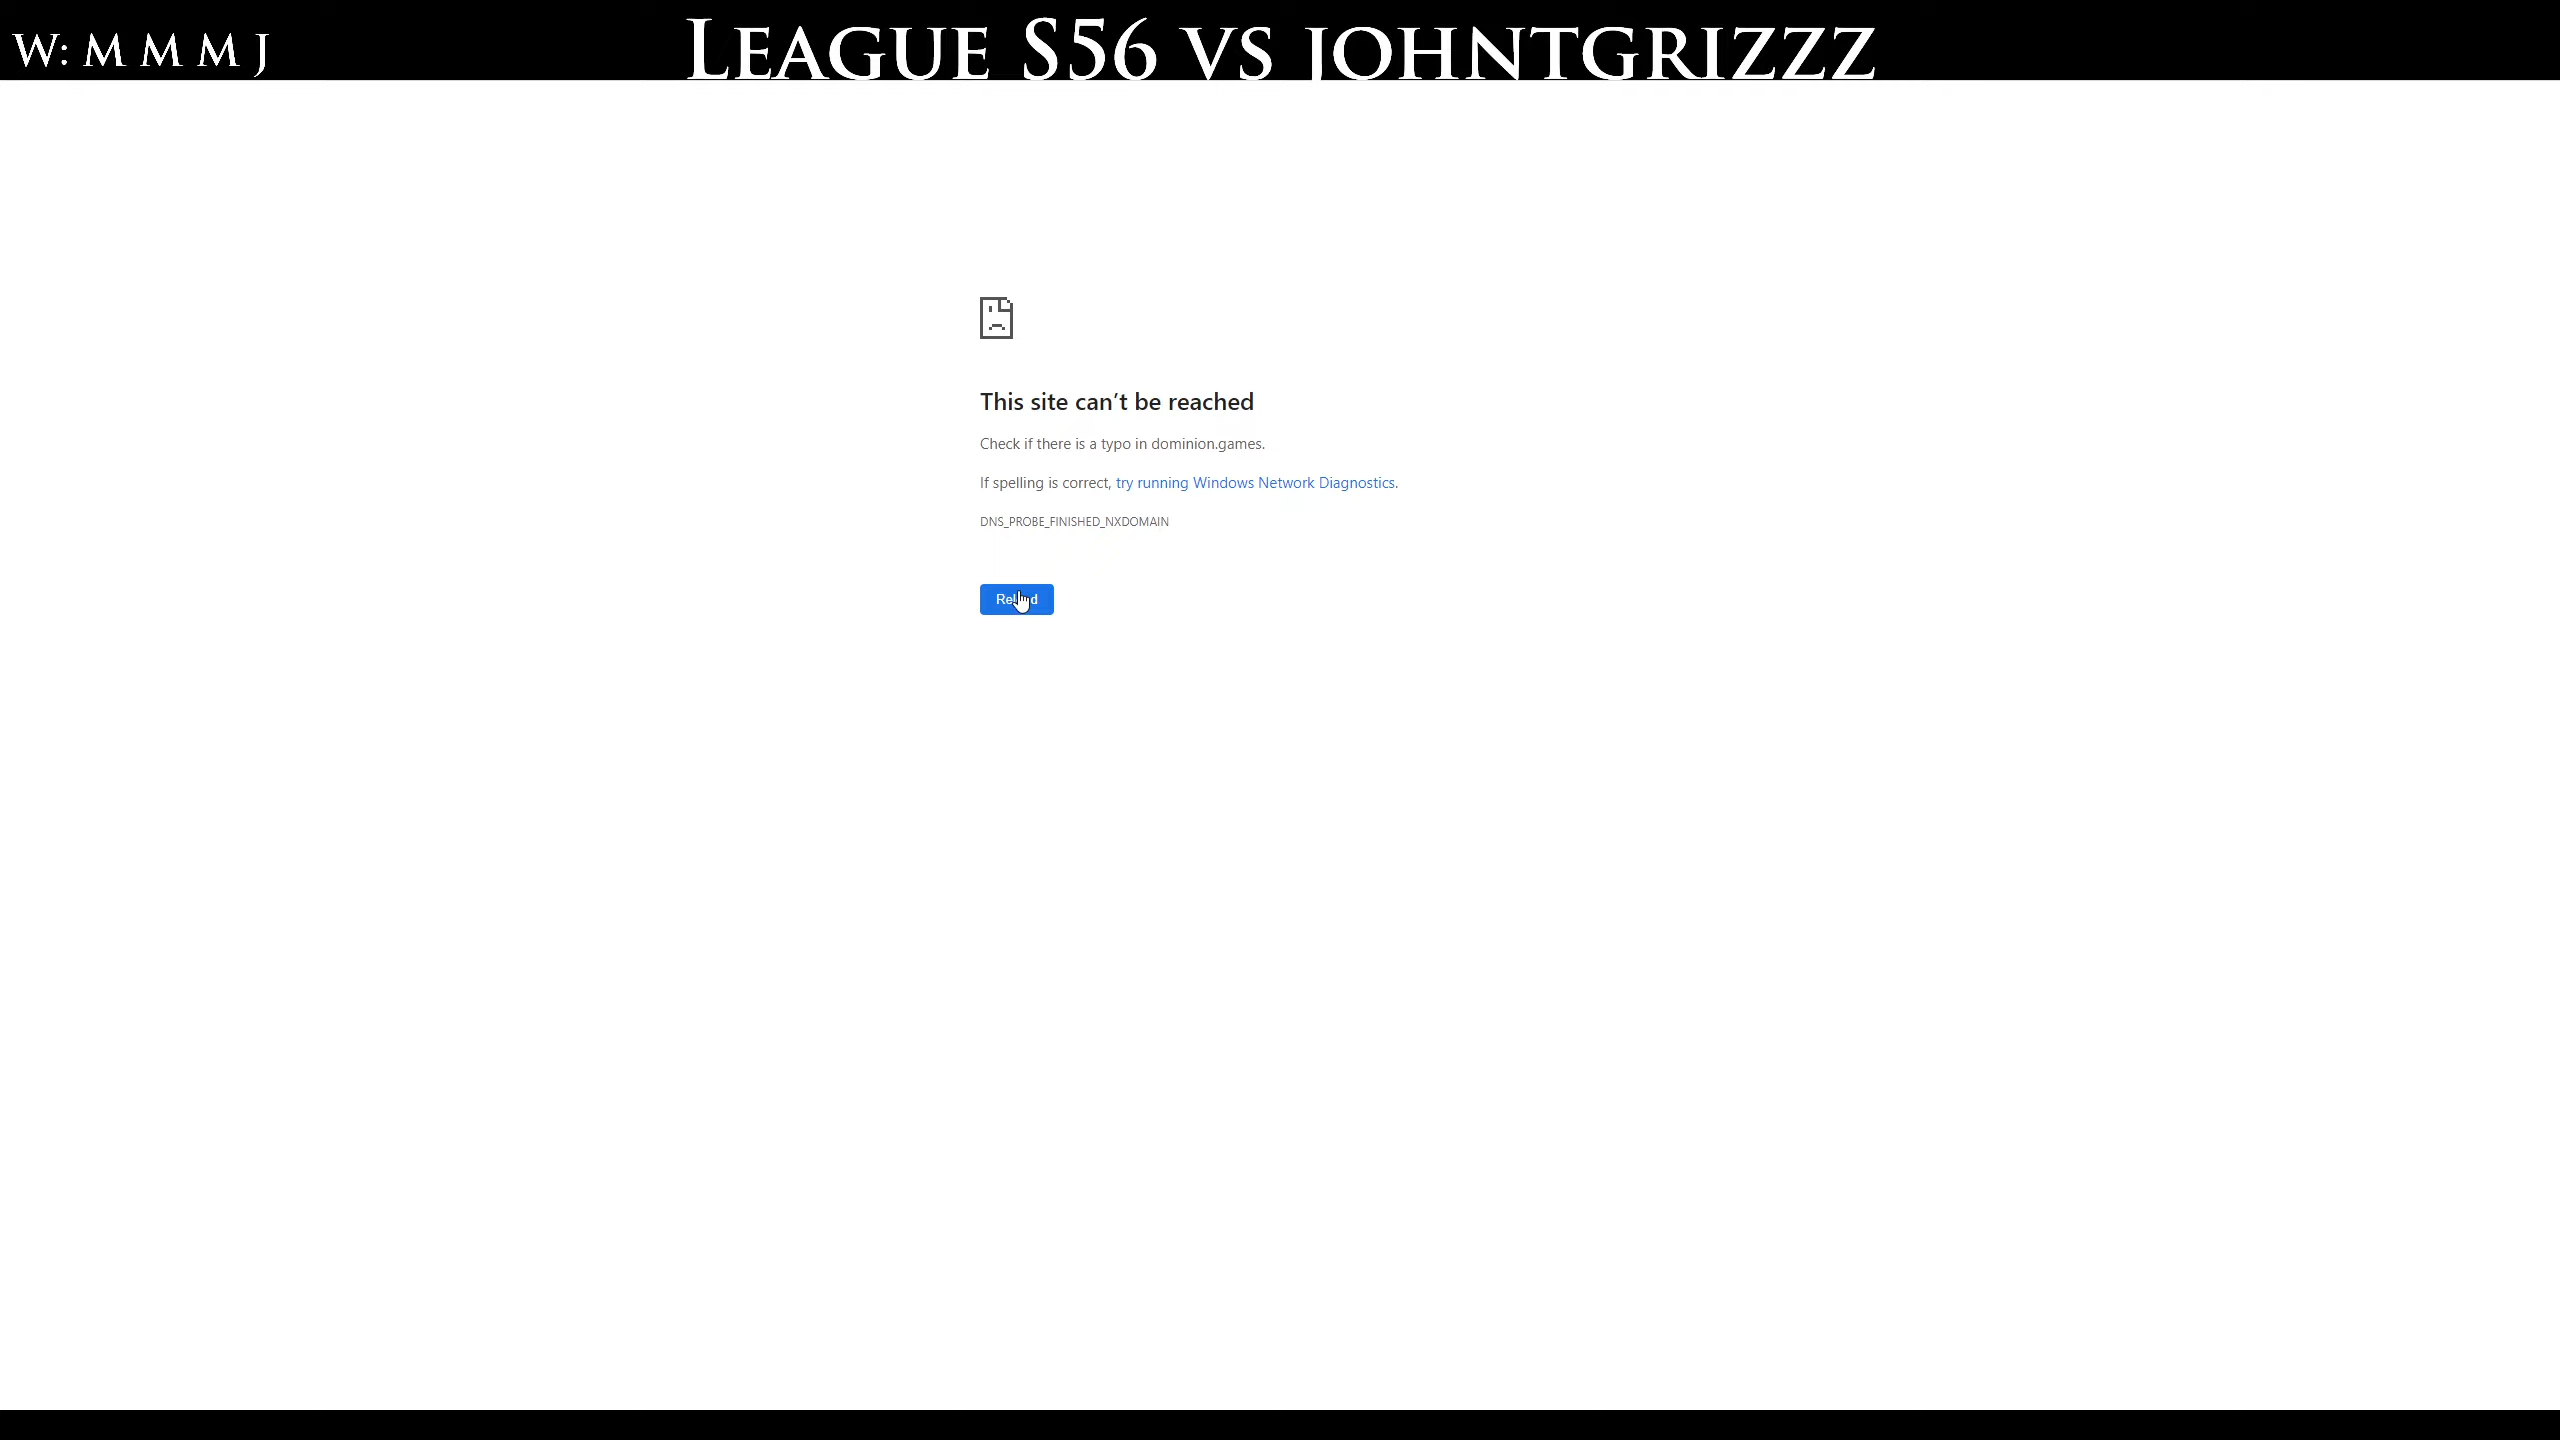 W: M M M J
LEAGUE S56 VS JOHNTGRIZZZ
This site can't be reached
Check if there is a typo in dominion.games.
If spelling is correct, try running Windows Network Diagnostics.
DNS_PROBE_FINISHED_NXDOMAIN